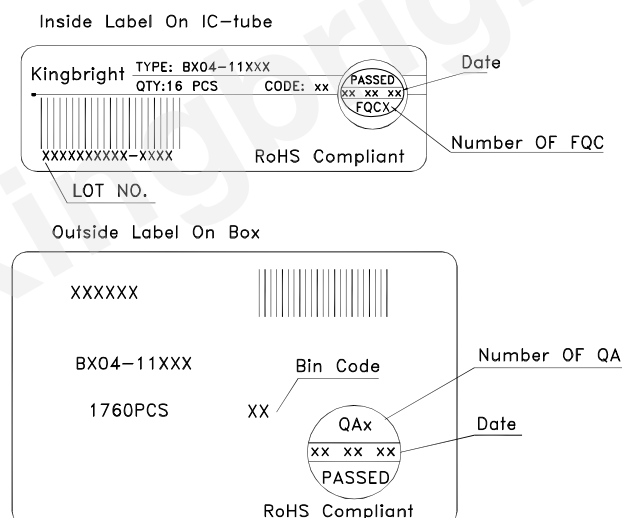 Inside Label On IC-tube
Kingbright
TYPE: BX04-11XXX
QTY:16 PCS CODE: xx
PASSED
xx xx xx
FQCX
Date
Number OF FQC
XXXXXXXXXX-XXXX
RoHS Compliant
LOT NO.
Outside Label On Box
XXXXXX
BX04-11XXX
Bin Code
Number OF QA
1760PCS
XX
QAx
XX XX XX
PASSED
Date
RoHS Compliant
Kingbright